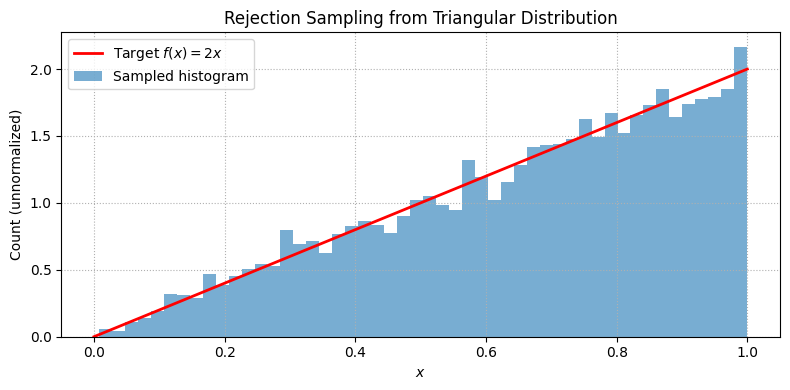 Rejection Sampling from Triangular Distribution
Target f(x) = 2x
Sampled histogram
Count (unnormalized)
2.0
1.5
1.0
0.5
0.0
0.0 0.2 0.4 0.6 0.8 1.0
x